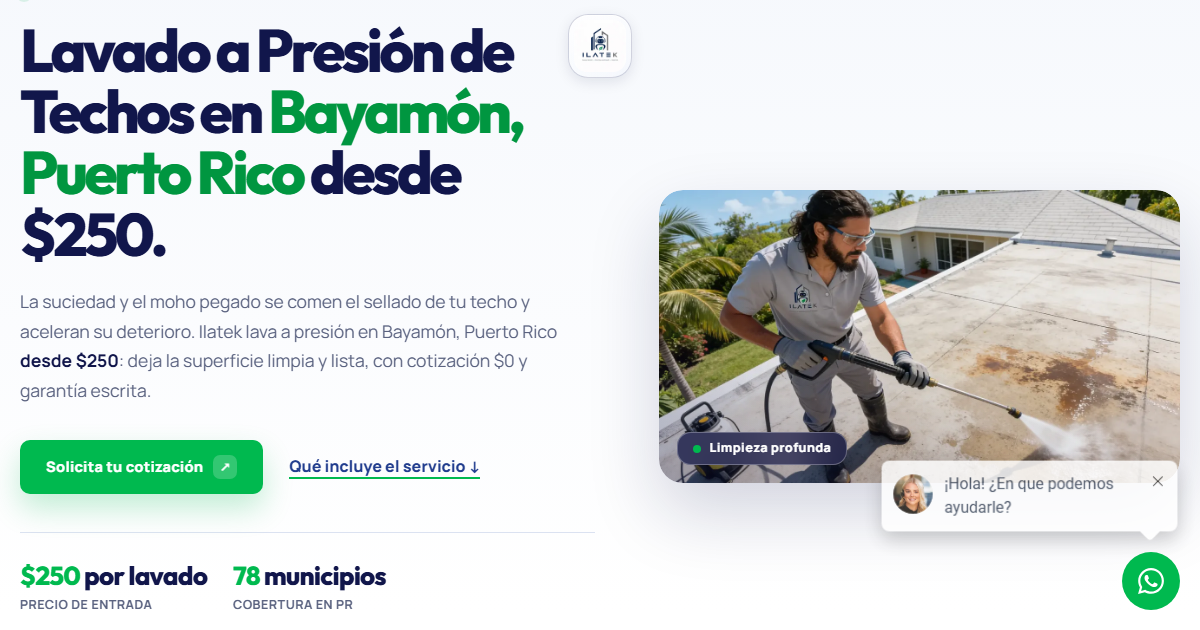 Lavado a Presión de
Techos en Bayamón,
Puerto Rico desde
$250.
ILATEK
La suciedad y el moho pegado se comen el sellado de tu techo y
aceleran su deterioro. Ilatek lava a presión en Bayamón, Puerto Rico
desde $250: deja la superficie limpia y lista, con cotización $0 y
garantía escrita.
Solicita tu cotización ↗
Qué incluye el servicio ↓
$250 por lavado
PRECIO DE ENTRADA
78 municipios
COBERTURA EN PR
ILATEK
Limpieza profunda
¡Hola! ¿En que podemos
ayudarle?